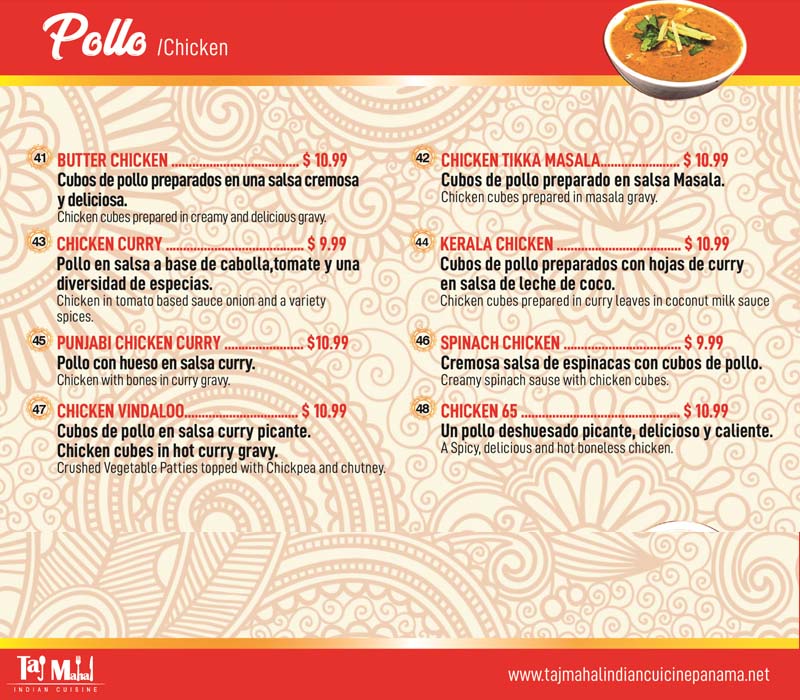 Pollo /Chicken
41 BUTTER CHICKEN .................................... $ 10.99
Cubos de pollo preparados en una salsa cremosa
y deliciosa.
Chicken cubes prepared in creamy and delicious gravy.
42 CHICKEN TIKKA MASALA....................... $ 10.99
Cubos de pollo preparado en salsa Masala.
Chicken cubes prepared in masala gravy.
43 CHICKEN CURRY ....................................... $ 9.99
Pollo en salsa a base de cabolla,tomate y una
diversidad de especias.
Chicken in tomato based sauce onion and a variety
spices.
44 KERALA CHICKEN .................................... $ 10.99
Cubos de pollo preparados con hojas de curry
en salsa de leche de coco.
Chicken cubes prepared in curry leaves in coconut milk sauce
45 PUNJABI CHICKEN CURRY ....................... $10.99
Pollo con hueso en salsa curry.
Chicken with bones in curry gravy.
46 SPINACH CHICKEN .................................. $ 9.99
Cremosa salsa de espinacas con cubos de pollo.
Creamy spinach sauce with chicken cubes.
47 CHICKEN VINDALOO................................. $ 10.99
Cubos de pollo en salsa curry picante.
Chicken cubes in hot curry gravy.
Crushed Vegetable Patties topped with Chickpea and chutney.
48 CHICKEN 65 .............................................. $ 10.99
Un pollo deshuesado picante, delicioso y caliente.
A Spicy, delicious and hot boneless chicken.
Taj Mahal
INDIAN CUISINE
www.tajmahalindiancuicinepanama.net